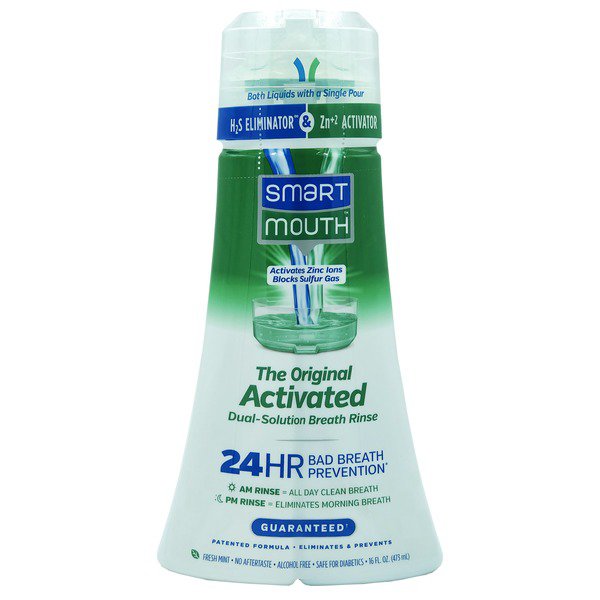 Both Liquids with a Single Pour
H₂S ELIMINATOR™ & Zn+² ACTIVATOR
SMART
MOUTH™
Activates Zinc Ions
Blocks Sulfur Gas
The Original
Activated
Dual-Solution Breath Rinse
24HR BAD BREATH
PREVENTION*
AM RINSE = ALL DAY CLEAN BREATH
PM RINSE = ELIMINATES MORNING BREATH
GUARANTEED†
PATENTED FORMULA • ELIMINATES & PREVENTS
FRESH MINT • NO AFTERTASTE • ALCOHOL FREE • SAFE FOR DIABETICS • 16 FL. OZ. (473 mL)